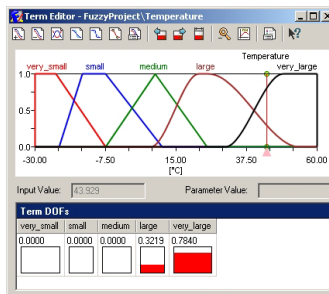 Term Editor - FuzzyProject\Temperature
Temperature
very_small small medium large very_large
1.0
0.5
0.0
-30.00 -7.50 15.00 37.50 60.00
[°C]
Input Value: 43.929 Parameter Value:
Term DOFs
very_small small medium large very_large
0.0000 0.0000 0.0000 0.3219 0.7840